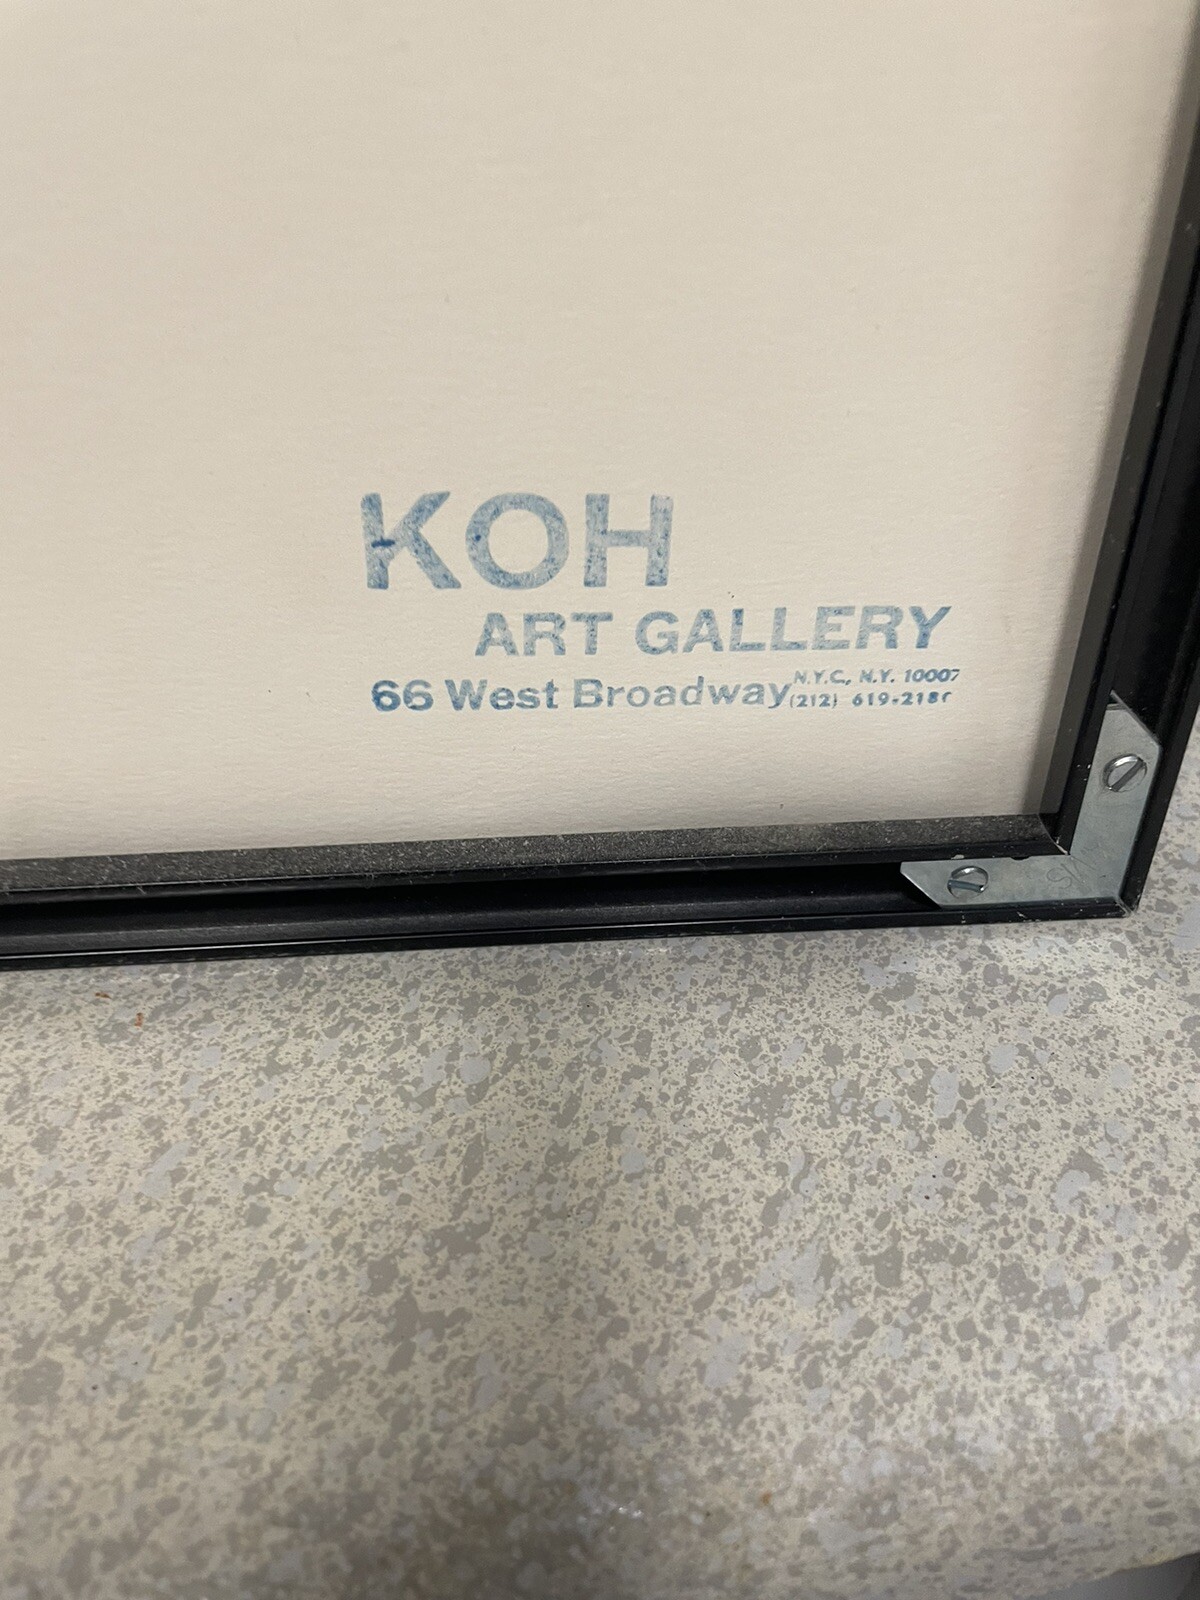 KOH
ART GALLERY
66 West Broadway
N.Y.C., N.Y. 10007
(212)